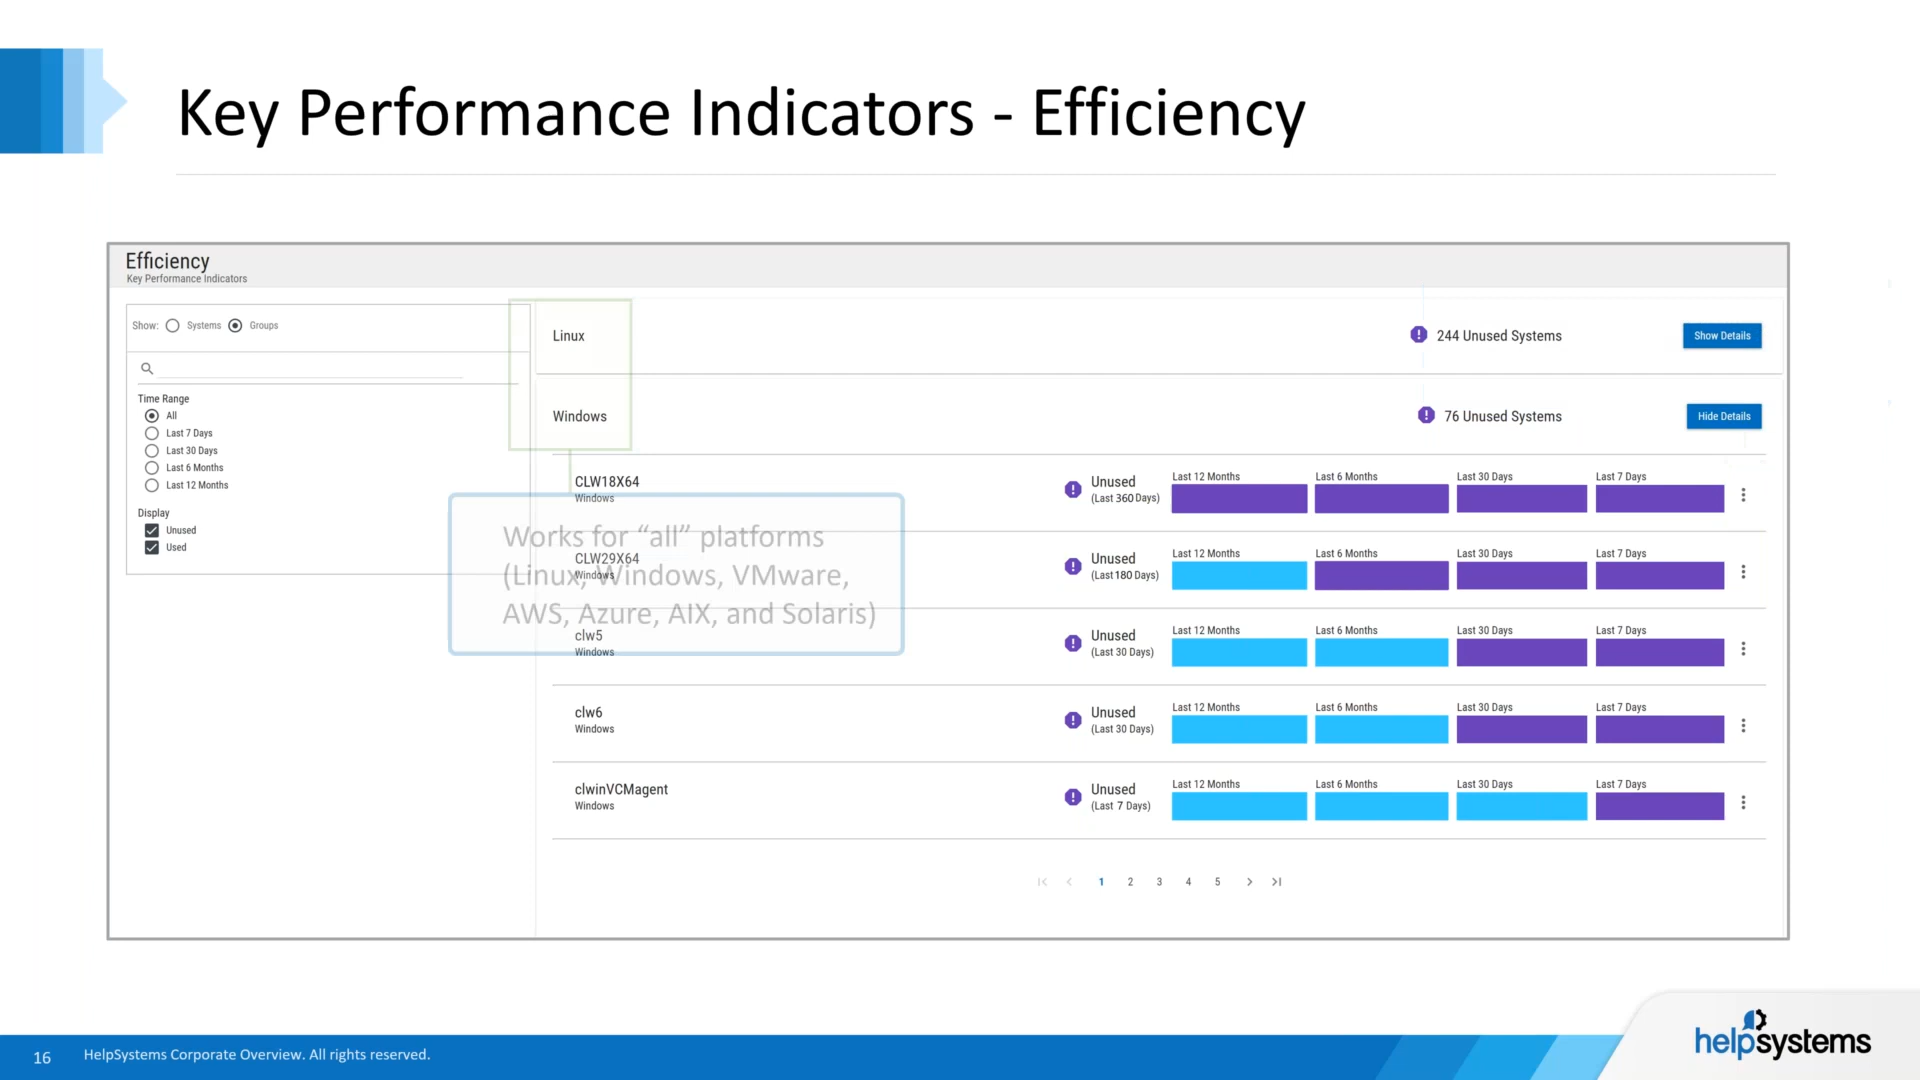 Key Performance Indicators - Efficiency
Efficiency
Key Performance Indicators
Show: Systems Groups
Time Range
All
Last 7 Days
Last 30 Days
Last 6 Months
Last 12 Months
Display
Unused
Used
Linux
244 Unused Systems
Show Details
Windows
76 Unused Systems
Hide Details
CLW18X64
Windows
Unused
(Last 360 Days)
Last 12 Months Last 6 Months Last 30 Days Last 7 Days
Works for “all” platforms
(Linux, Windows, VMware,
AWS, Azure, AIX, and Solaris)
CLW29X64
Windows
Unused
(Last 180 Days)
Last 12 Months Last 6 Months Last 30 Days Last 7 Days
clw5
Windows
Unused
(Last 30 Days)
Last 12 Months Last 6 Months Last 30 Days Last 7 Days
clw6
Windows
Unused
(Last 30 Days)
Last 12 Months Last 6 Months Last 30 Days Last 7 Days
clwinVCMagent
Windows
Unused
(Last 7 Days)
Last 12 Months Last 6 Months Last 30 Days Last 7 Days
1 2 3 4 5
16 HelpSystems Corporate Overview. All rights reserved.
helpsystems